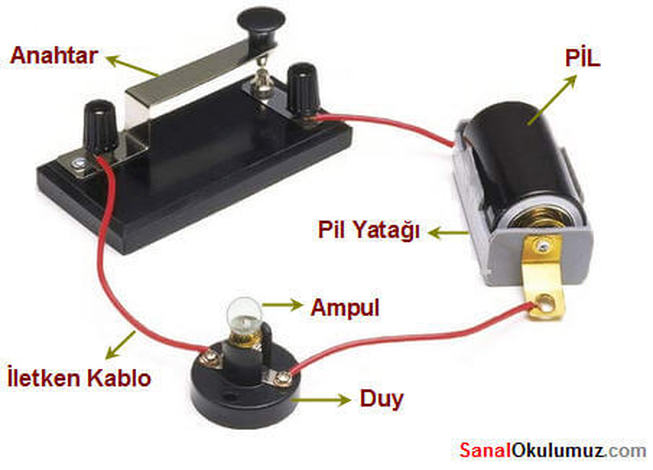 Anahtar
PİL
Pil Yatağı
Ampul
İletken Kablo
Duy
SanalOkulumuz.com